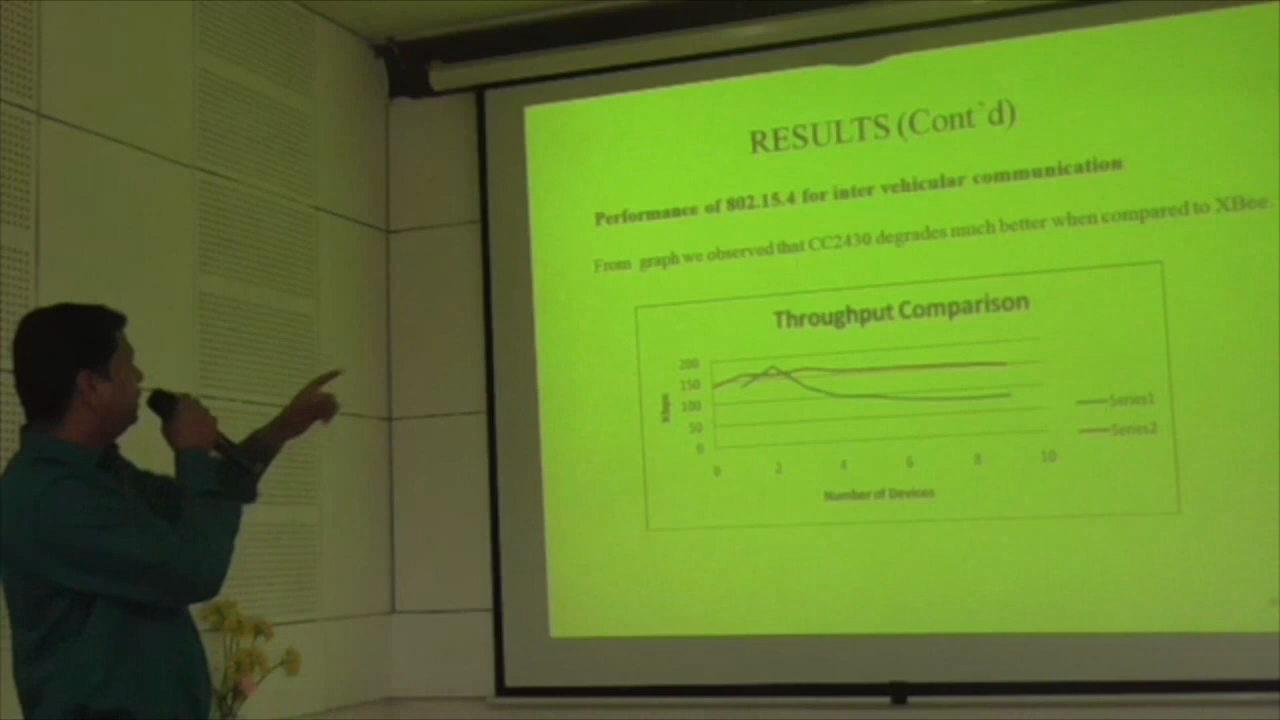 RESULTS (Cont`d)
Performance of 802.15.4 for inter vehicular communication
From graph we observed that CC2430 degrades much better when compared to XBee.
Throughput Comparison
200
150
100
50
0
Kbps
0 2 4 6 8 10
Number of Devices
Series1
Series2